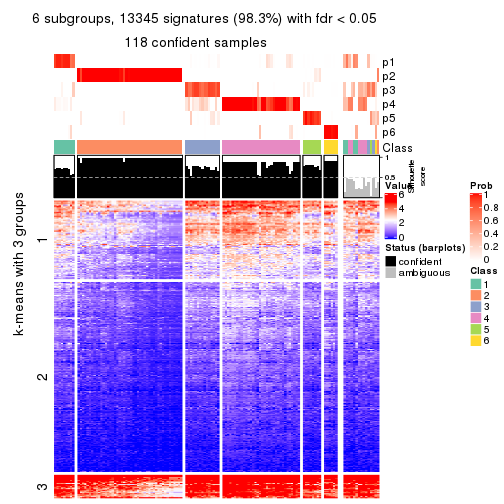 6 subgroups, 13345 signatures (98.3%) with fdr < 0.05
118 confident samples
p1
p2
p3
p4
p5
p6
Class
1
0.5
Silhouette
score
k-means with 3 groups
1
2
3
Value
6
4
2
0
Status (barplots)
confident
ambiguous
Prob
1
0.8
0.6
0.4
0.2
0
Class
1
2
3
4
5
6